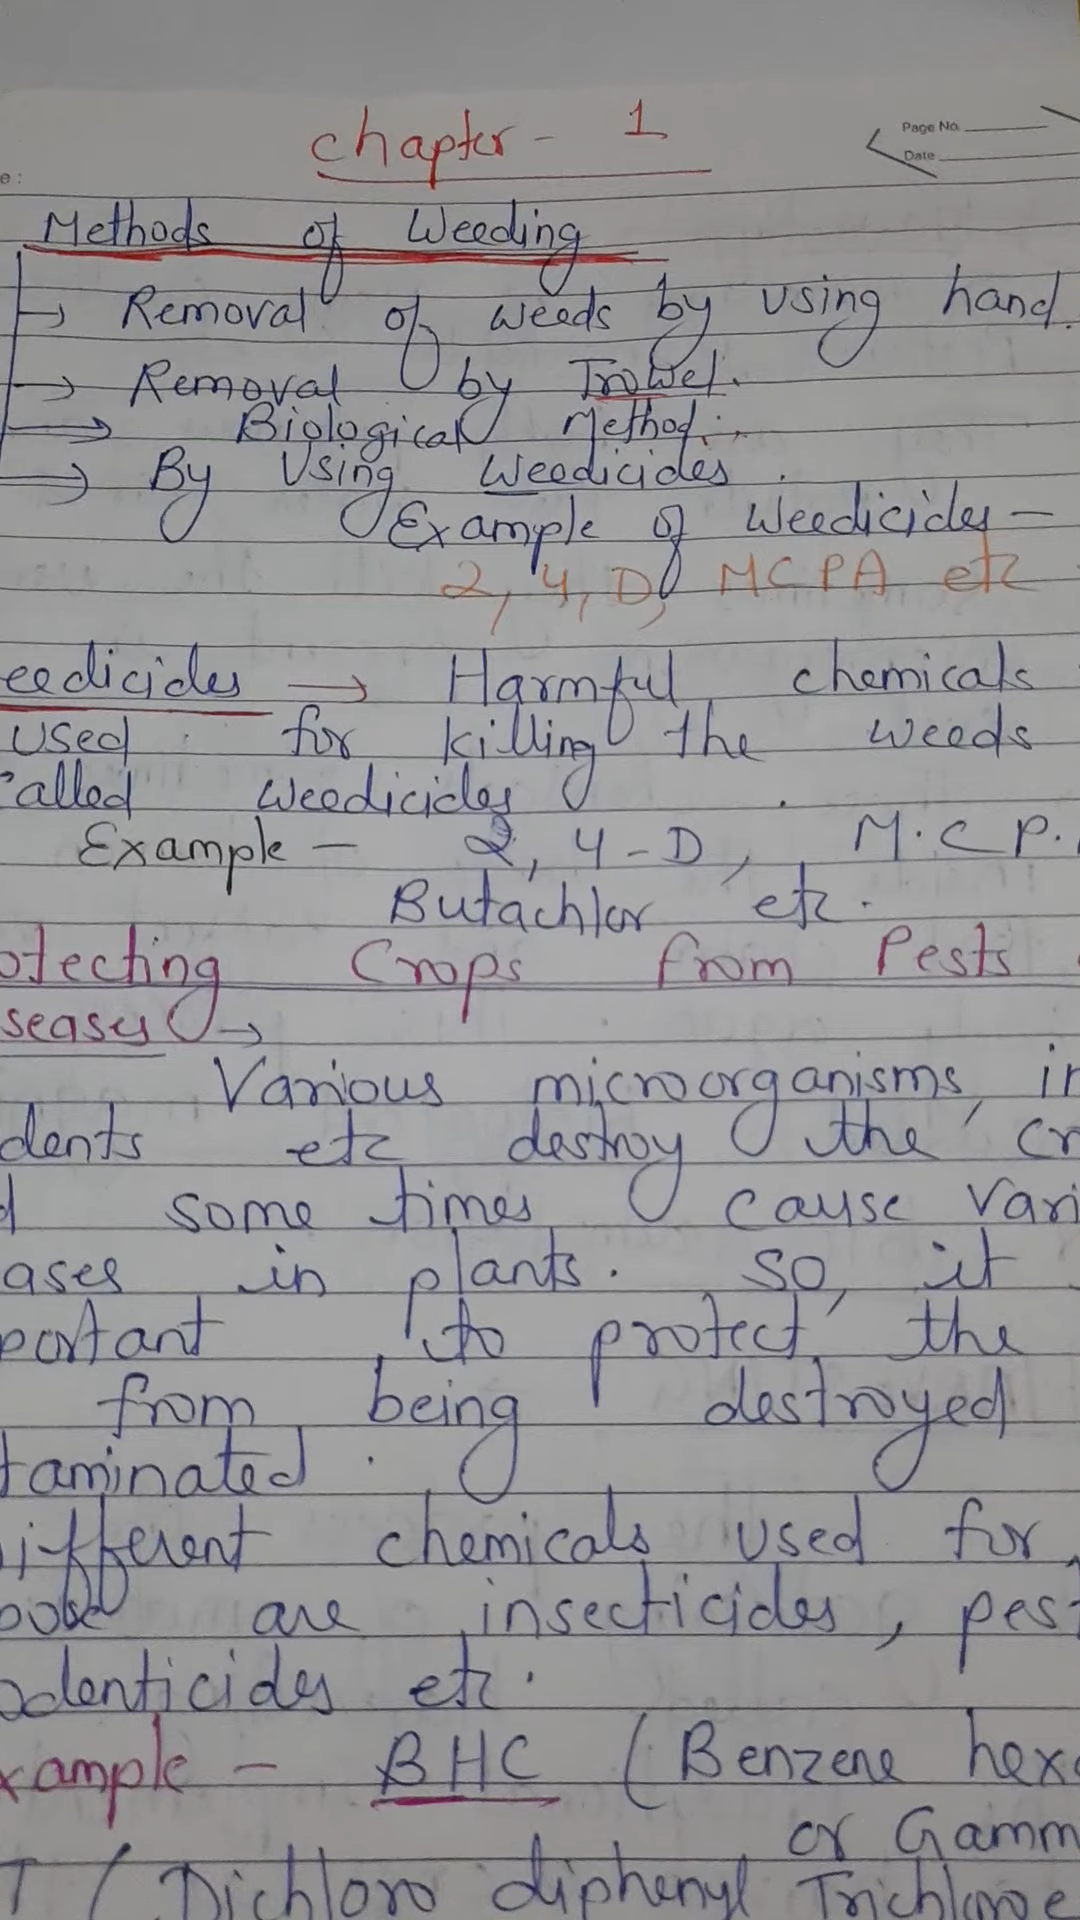 chapter - 1
Page No.
Date
e :
Methods of Weeding
→ Removal of weeds by using hand.
→ Removal by Trowel.
→ Biological Method.
→ By Using Weedicides.
Example of Weedicides -
2, 4, D, MCPA etc
eedicides → Harmful chemicals
used for killing the weeds
called weedicides.
Example - 2, 4-D, M.C.P.
Butachlor etc.
otecting Crops from Pests
seases →
Various microorganisms, in
dents etc destroy the cr
d some times cause vari
ases in plants. so, it
portant to protect the
from being destroyed
taminated.
ifferent chemicals used for
are insecticides, pest
odenticides etc.
xample - BHC (Benzene hexa
or Gamm
T (Dichloro diphenyl Trichloroe